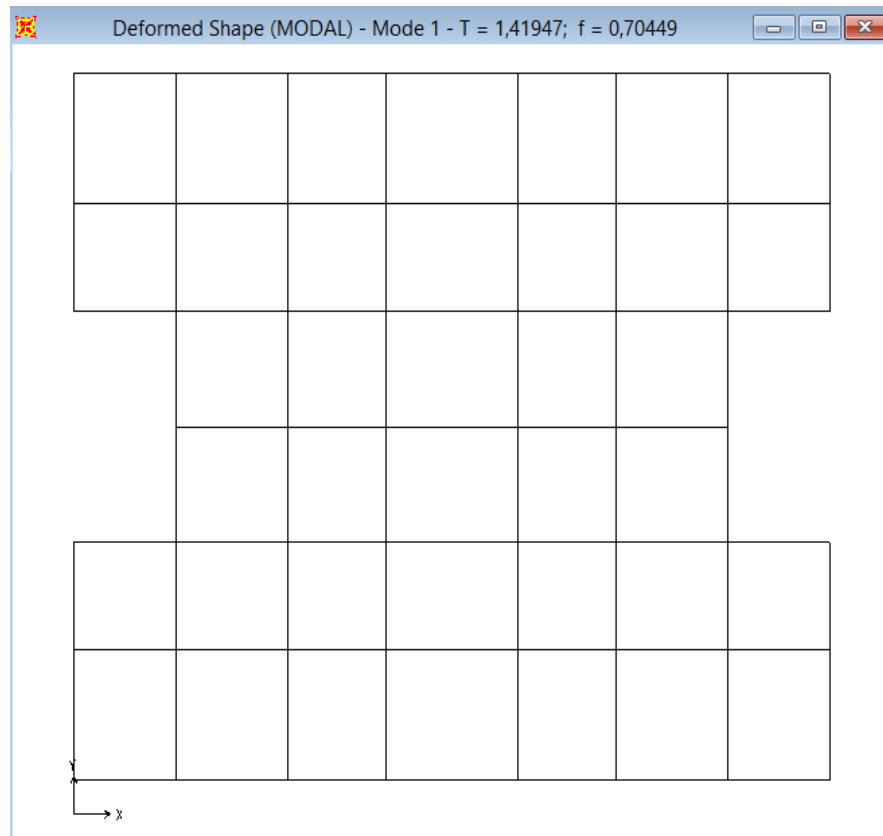 Deformed Shape (MODAL) - Mode 1 - T = 1,41947; f = 0,70449
Y
X